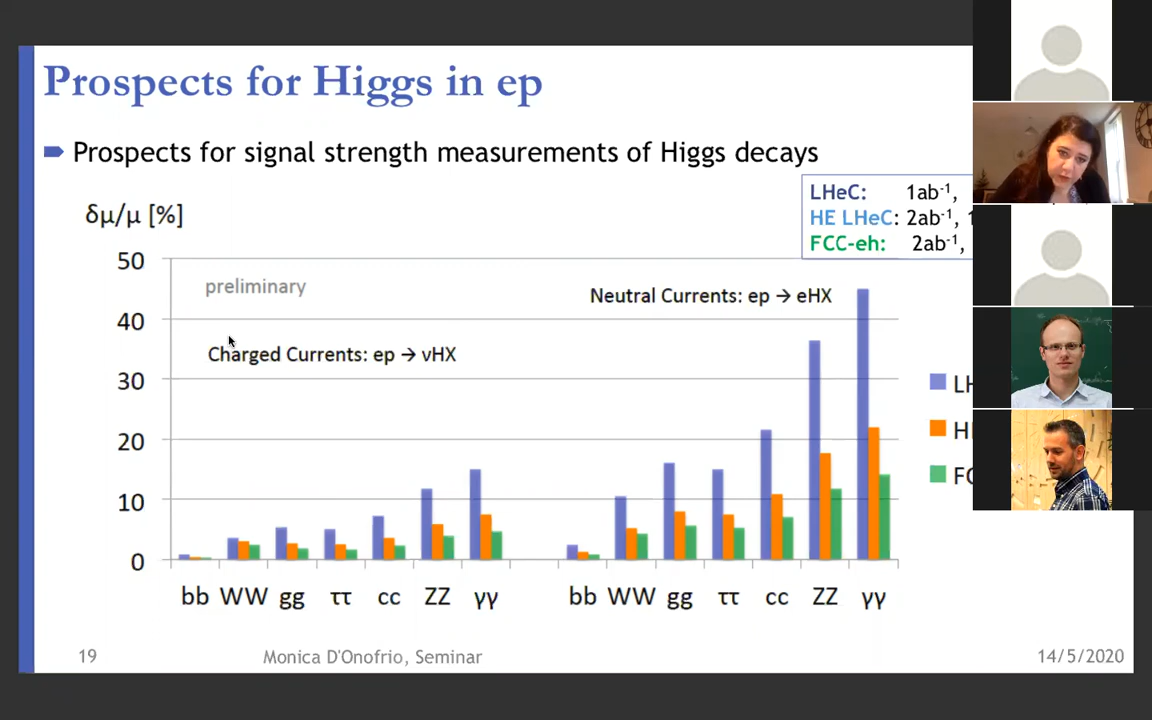 Prospects for Higgs in ep
Prospects for signal strength measurements of Higgs decays
LHeC: 1ab-1,
HE LHeC: 2ab-1, 1
FCC-eh: 2ab-1,
δμ/μ [%]
50
40
30
20
10
0
preliminary
Charged Currents: ep → νHX
Neutral Currents: ep → eHX
bb WW gg ττ cc ZZ γγ bb WW gg ττ cc ZZ γγ
19 Monica D'Onofrio, Seminar 14/5/2020